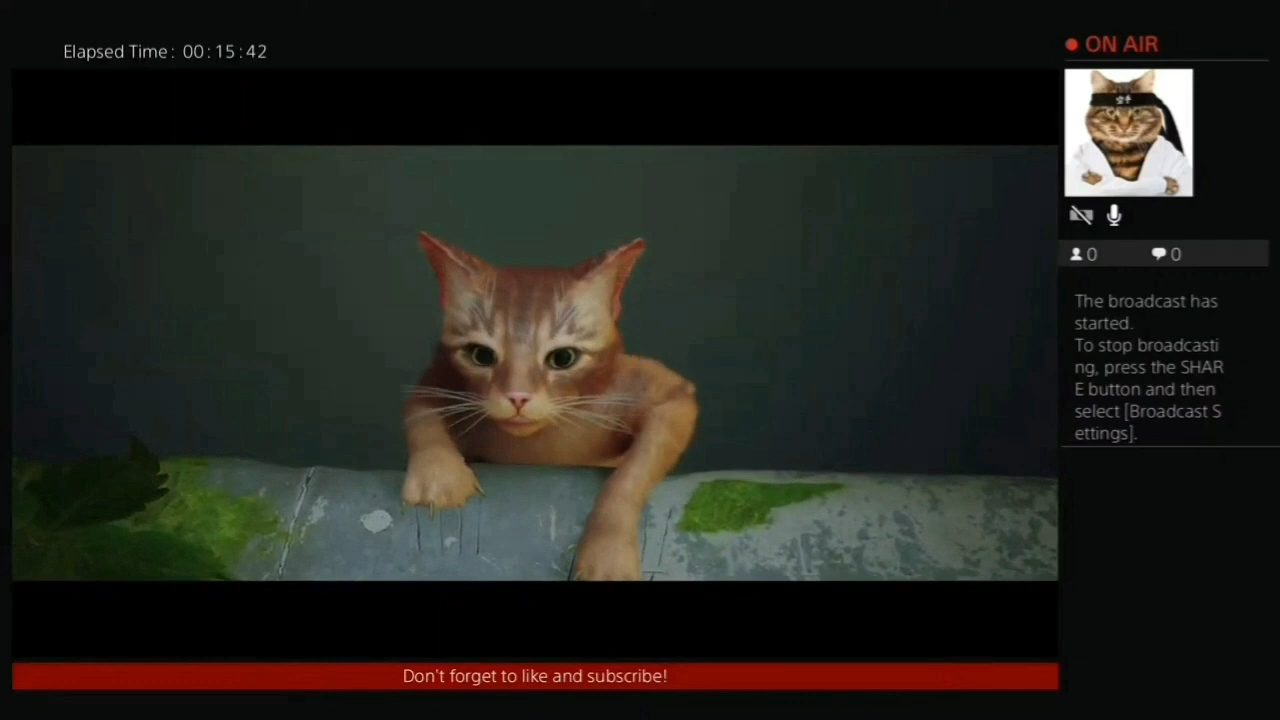 Elapsed Time: 00:15:42
ON AIR
0 0
The broadcast has
started.
To stop broadcasti
ng, press the SHAR
E button and then
select [Broadcast S
ettings].
Don't forget to like and subscribe!